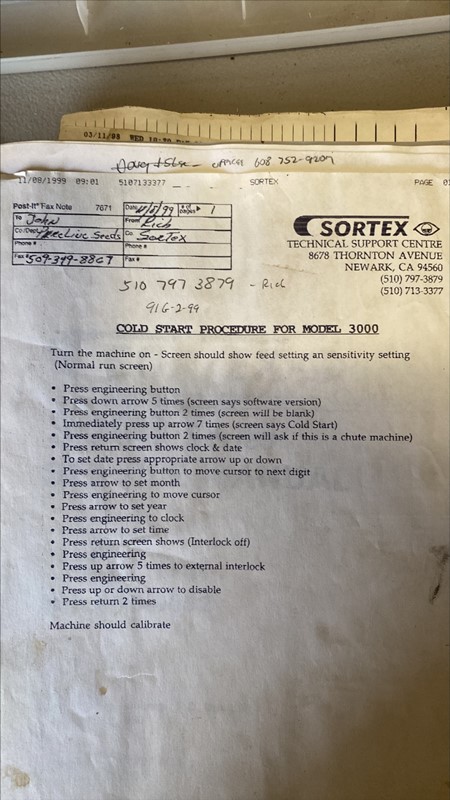 03/11/98 WED
Doug office 608 752-9207
11/08/1999 09:01 5107133377 SORTEX PAGE 01
Post-It® Fax Note 7671 Date 11/8/99 # of pages ▶ 1
To John From Rich
Co./Dept. Seeds Co. SorTex
Phone # Phone #
Fax # 509-349-8867 Fax #
SORTEX
TECHNICAL SUPPORT CENTRE
8678 THORNTON AVENUE
NEWARK, CA 94560
(510) 797-3879
(510) 713-3377
510 797 3879 - Rich
916-2-99
COLD START PROCEDURE FOR MODEL 3000
Turn the machine on - Screen should show feed setting an sensitivity setting
(Normal run screen)
• Press engineering button
• Press down arrow 5 times (screen says software version)
• Press engineering button 2 times (screen will be blank)
• Immediately press up arrow 7 times (screen says Cold Start)
• Press engineering button 2 times (screen will ask if this is a chute machine)
• Press return screen shows clock & date
• To set date press appropriate arrow up or down
• Press engineering button to move cursor to next digit
• Press arrow to set month
• Press engineering to move cursor
• Press arrow to set year
• Press engineering to clock
• Press arrow to set time
• Press return screen shows (Interlock off)
• Press engineering
• Press up arrow 5 times to external interlock
• Press engineering
• Press up or down arrow to disable
• Press return 2 times
Machine should calibrate